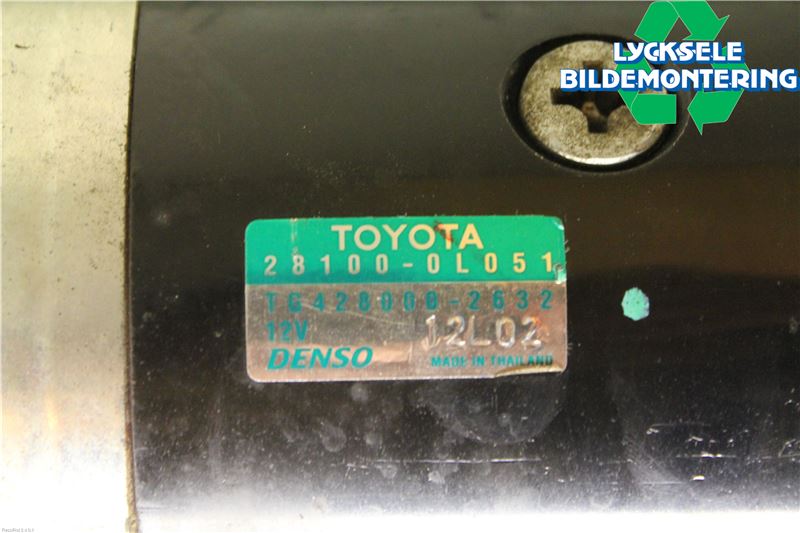 LYCKSELE
BILDEMONTERING
TOYOTA
28100-0L051
TG428000-2632
12V 12L02
DENSO MADE IN THAILAND